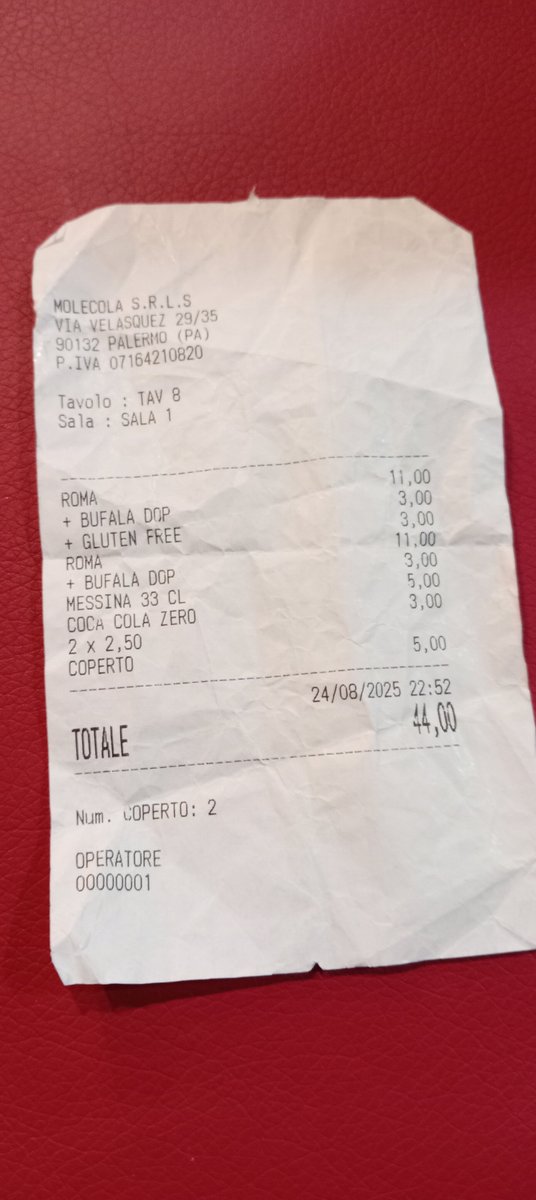 MOLECOLA S.R.L.S
VIA VELASQUEZ 29/35
90132 PALERMO (PA)
P.IVA 07164210820
Tavolo : TAV 8
Sala : SALA 1
ROMA 11,00
+ BUFALA DOP 3,00
+ GLUTEN FREE 3,00
ROMA 11,00
+ BUFALA DOP 3,00
MESSINA 33 CL 5,00
COCA COLA ZERO 3,00
2 x 2,50
COPERTO 5,00
24/08/2025 22:52
TOTALE 44,00
Num. COPERTO: 2
OPERATORE
00000001